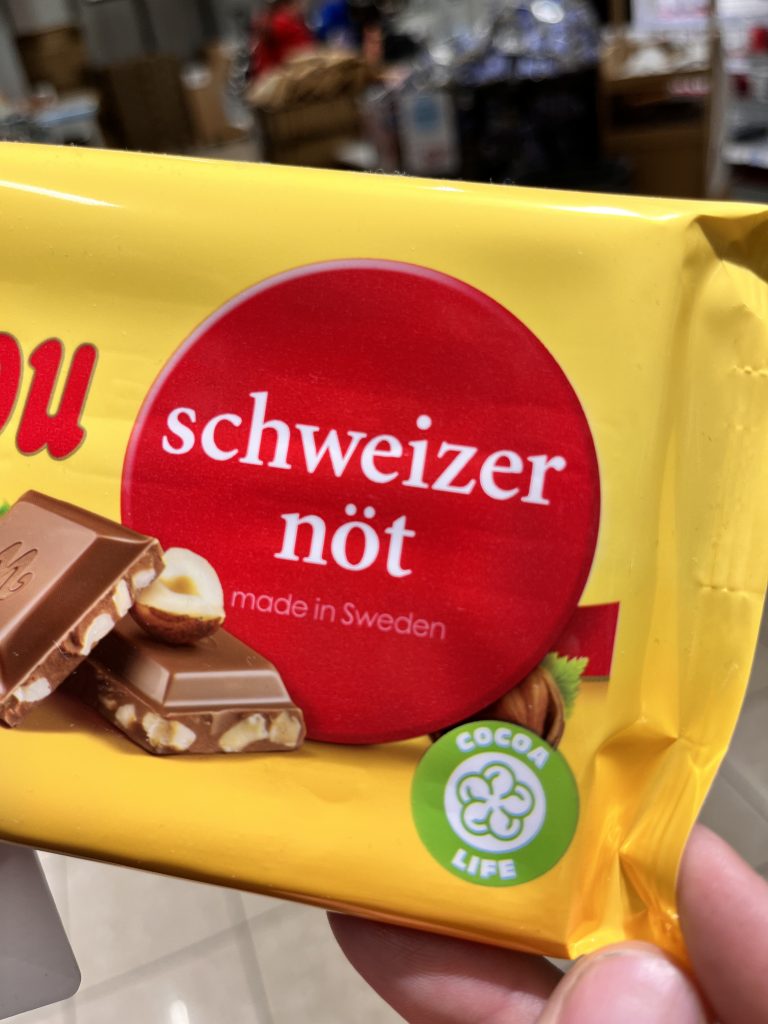 schweizer
nöt
made in Sweden
COCOA
LIFE